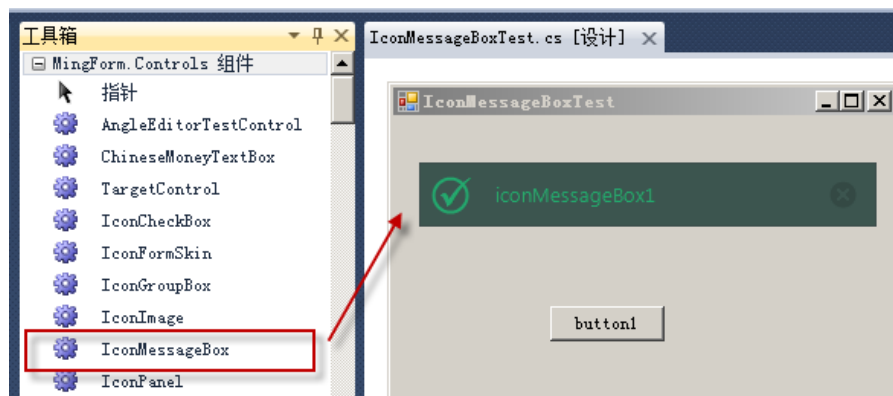 工具箱
MingForm.Controls 组件
指针
AngleEditorTestControl
ChineseMoneyTextBox
TargetControl
IconCheckBox
IconFormSkin
IconGroupBox
IconImage
IconMessageBox
IconPanel
IconMessageBoxTest.cs [设计]
IconMessageBoxTest
iconMessageBox1
button1